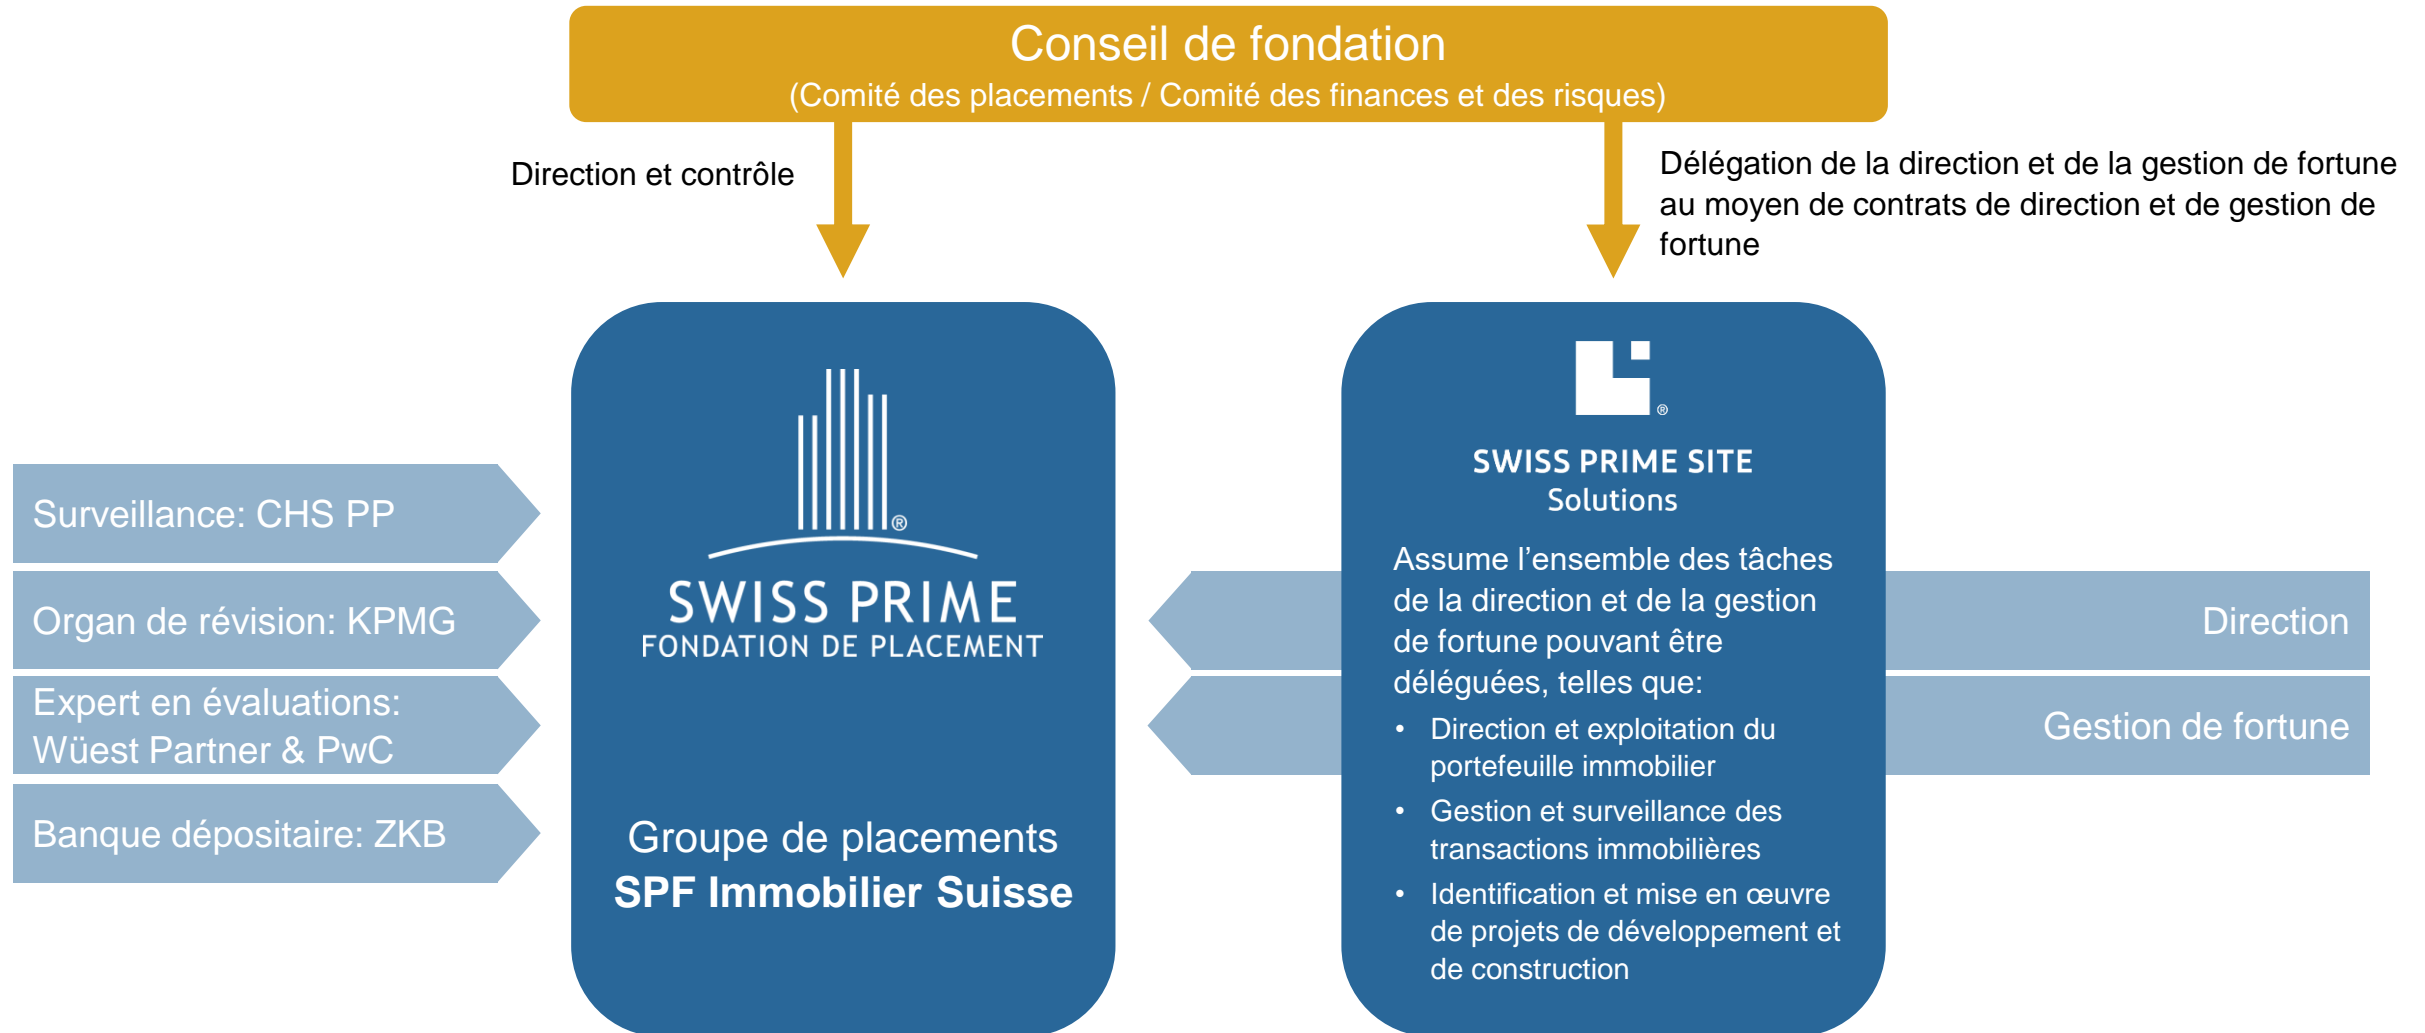 Conseil de fondation
(Comité des placements / Comité des finances et des risques)
Direction et contrôle
Délégation de la direction et de la gestion de fortune
au moyen de contrats de direction et de gestion de
fortune
Surveillance: CHS PP
Organ de révision: KPMG
Expert en évaluations:
Wüest Partner & PwC
Banque dépositaire: ZKB
®
SWISS PRIME
FONDATION DE PLACEMENT
Groupe de placements
SPF Immobilier Suisse
®
SWISS PRIME SITE
Solutions
Assume l’ensemble des tâches
de la direction et de la gestion
de fortune pouvant être
déléguées, telles que:
• Direction et exploitation du
portefeuille immobilier
• Gestion et surveillance des
transactions immobilières
• Identification et mise en œuvre
de projets de développement et
de construction
Direction
Gestion de fortune